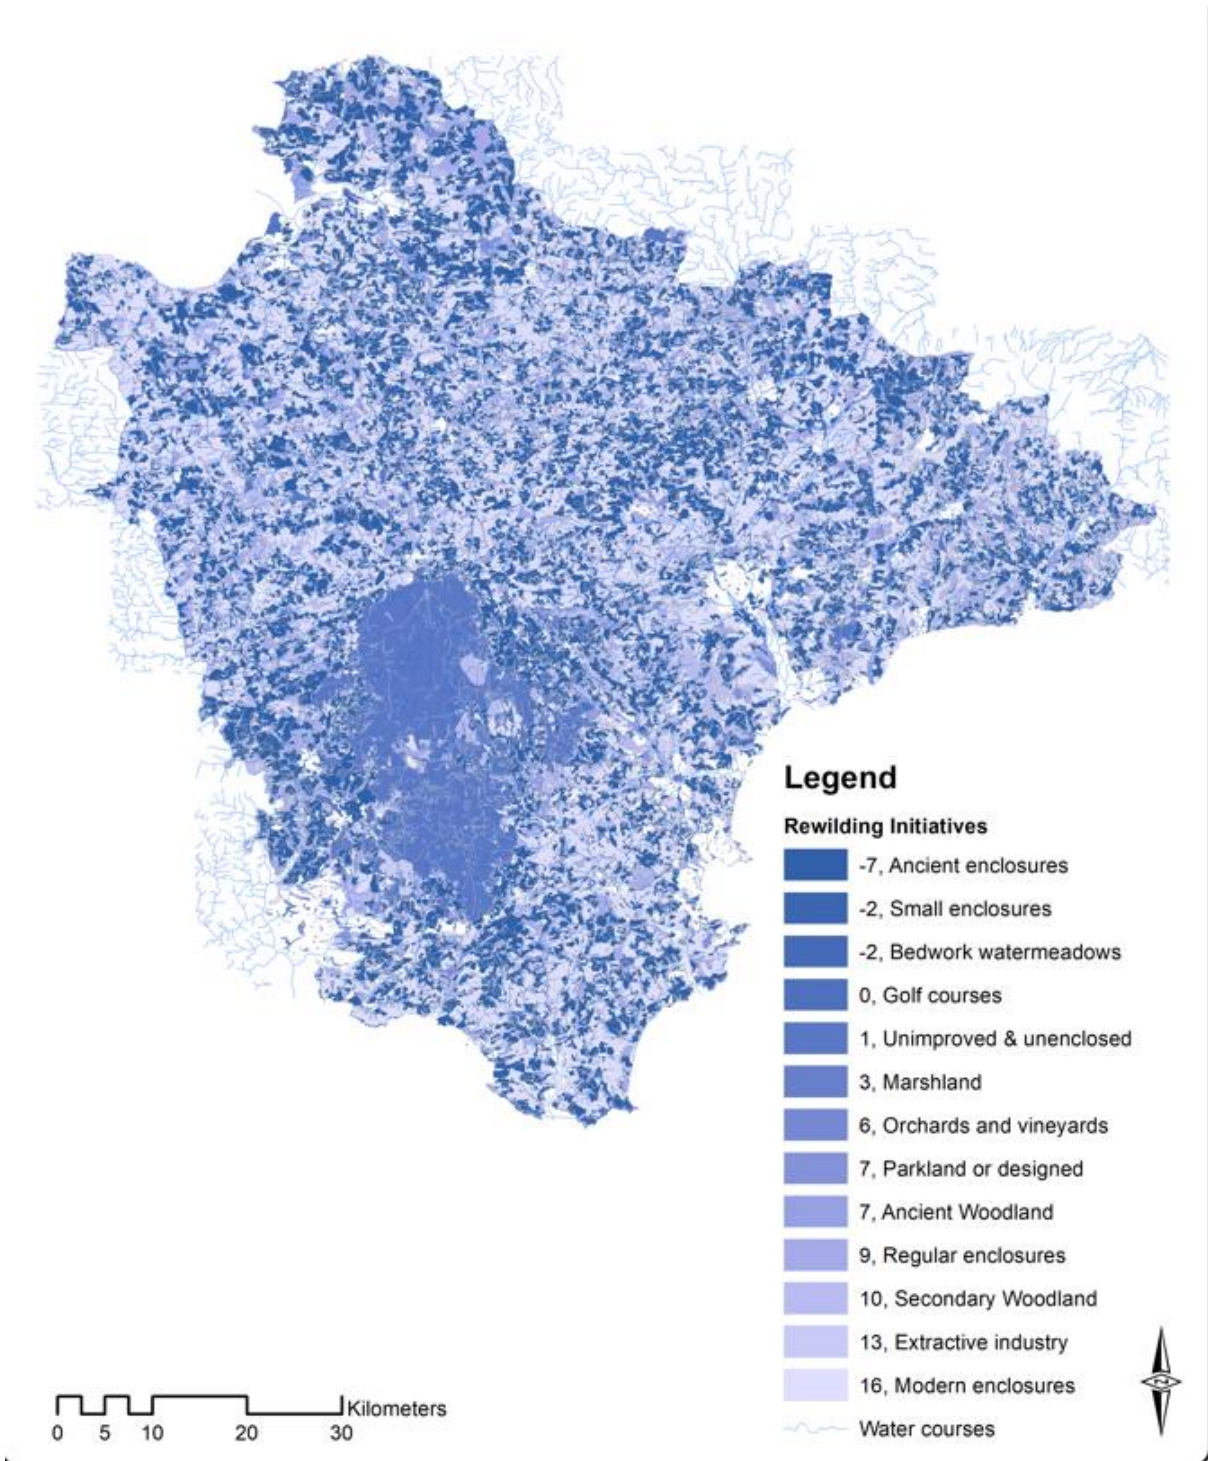 Legend
Rewilding Initiatives
-7, Ancient enclosures
-2, Small enclosures
-2, Bedwork watermeadows
0, Golf courses
1, Unimproved & unenclosed
3, Marshland
6, Orchards and vineyards
7, Parkland or designed
7, Ancient Woodland
9, Regular enclosures
10, Secondary Woodland
13, Extractive industry
16, Modern enclosures
Water courses
Kilometers
0 5 10 20 30
N